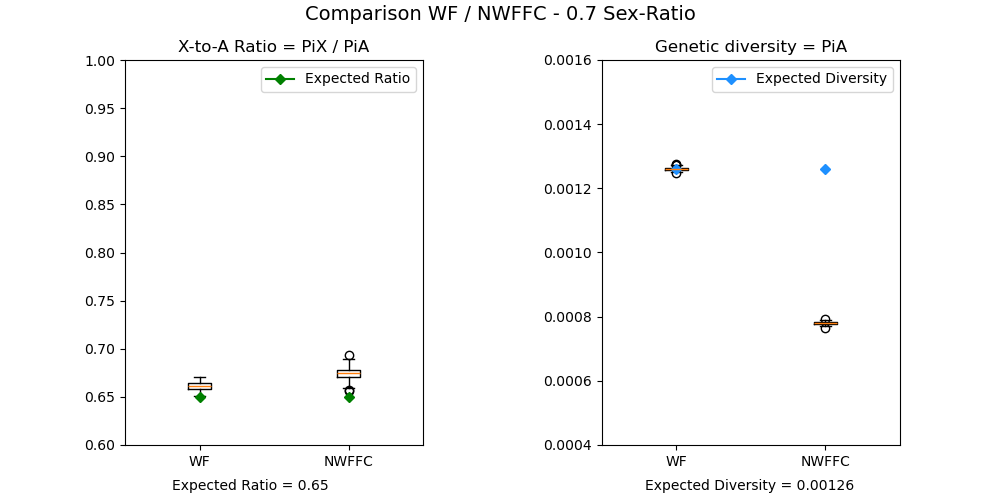 Comparison WF / NWFFC - 0.7 Sex-Ratio
X-to-A Ratio = PiX / PiA
Expected Ratio
1.00
0.95
0.90
0.85
0.80
0.75
0.70
0.65
0.60
WF
NWFFC
Expected Ratio = 0.65
Genetic diversity = PiA
Expected Diversity
0.0016
0.0014
0.0012
0.0010
0.0008
0.0006
0.0004
WF
NWFFC
Expected Diversity = 0.00126